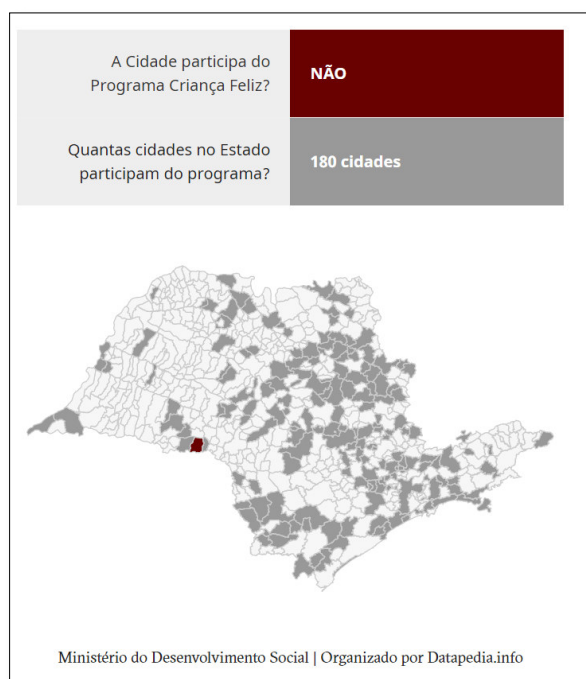 A Cidade participa do
Programa Criança Feliz?
NÃO
Quantas cidades no Estado
participam do programa?
180 cidades
Ministério do Desenvolvimento Social | Organizado por Datapedia.info